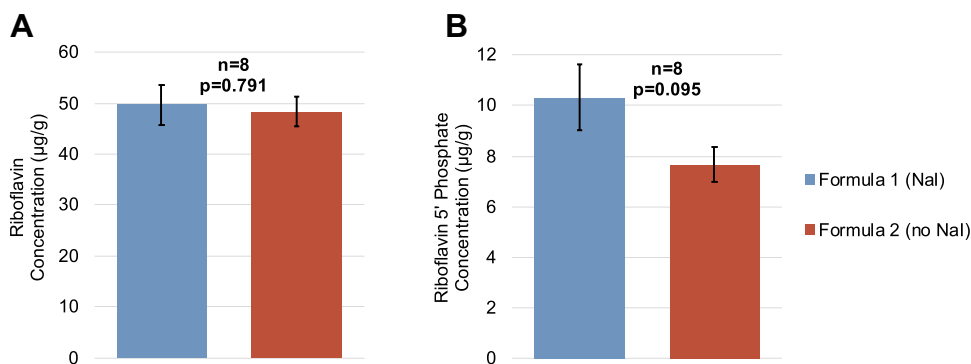 A
Riboflavin
Concentration (µg/g)
60
50
40
30
20
10
0
n=8
p=0.791
B
Riboflavin 5' Phosphate
Concentration (µg/g)
12
10
8
6
4
2
0
n=8
p=0.095
Formula 1 (NaI)
Formula 2 (no NaI)